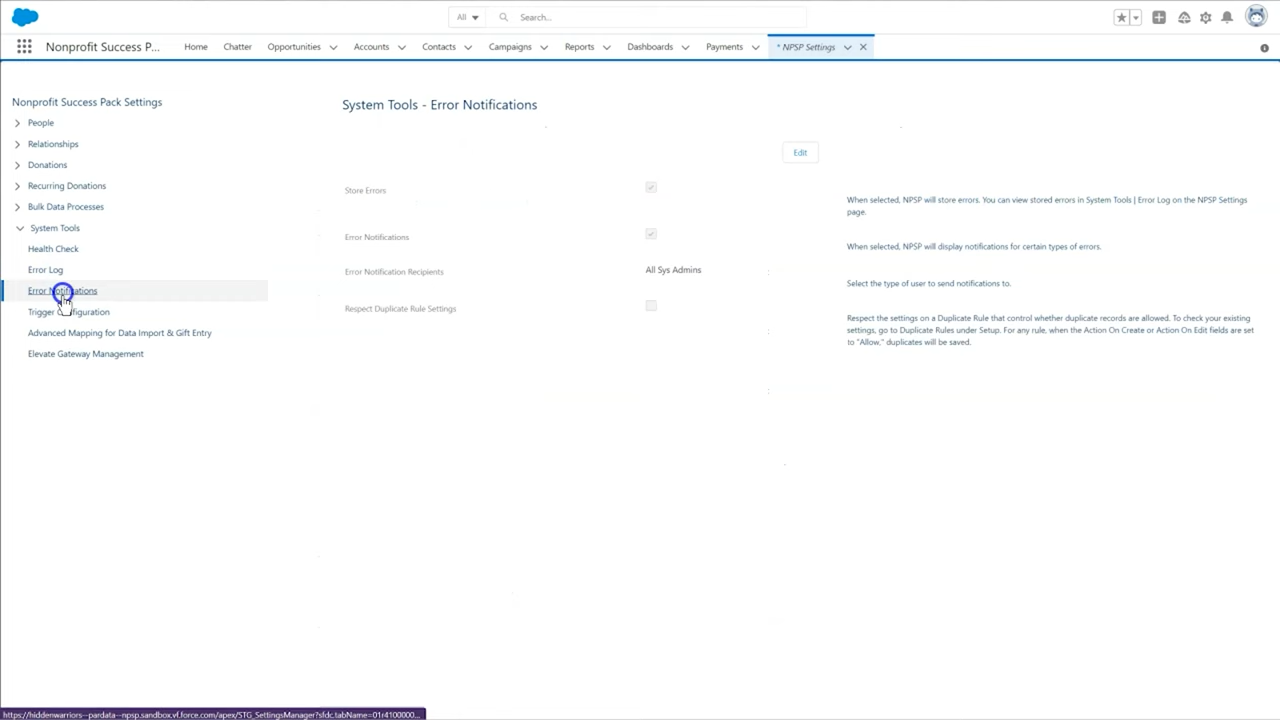 All
Search...
Nonprofit Success P...
Home
Chatter
Opportunities
Accounts
Contacts
Campaigns
Reports
Dashboards
Payments
* NPSP Settings
Nonprofit Success Pack Settings
People
Relationships
Donations
Recurring Donations
Bulk Data Processes
System Tools
Health Check
Error Log
Error Notifications
Trigger Configuration
Advanced Mapping for Data Import & Gift Entry
Elevate Gateway Management
System Tools - Error Notifications
Edit
Store Errors
When selected, NPSP will store errors. You can view stored errors in System Tools | Error Log on the NPSP Settings
page.
Error Notifications
When selected, NPSP will display notifications for certain types of errors.
Error Notification Recipients
All Sys Admins
Select the type of user to send notifications to.
Respect Duplicate Rule Settings
Respect the settings on a Duplicate Rule that control whether duplicate records are allowed. To check your existing
settings, go to Duplicate Rules under Setup. For any rule, when the Action On Create or Action On Edit fields are set
to "Allow," duplicates will be saved.
https://hiddenwarriors--pardata--npsp.sandbox.vf.force.com/apex/STG_SettingsManager?sfdc.tabName=01r4100000...